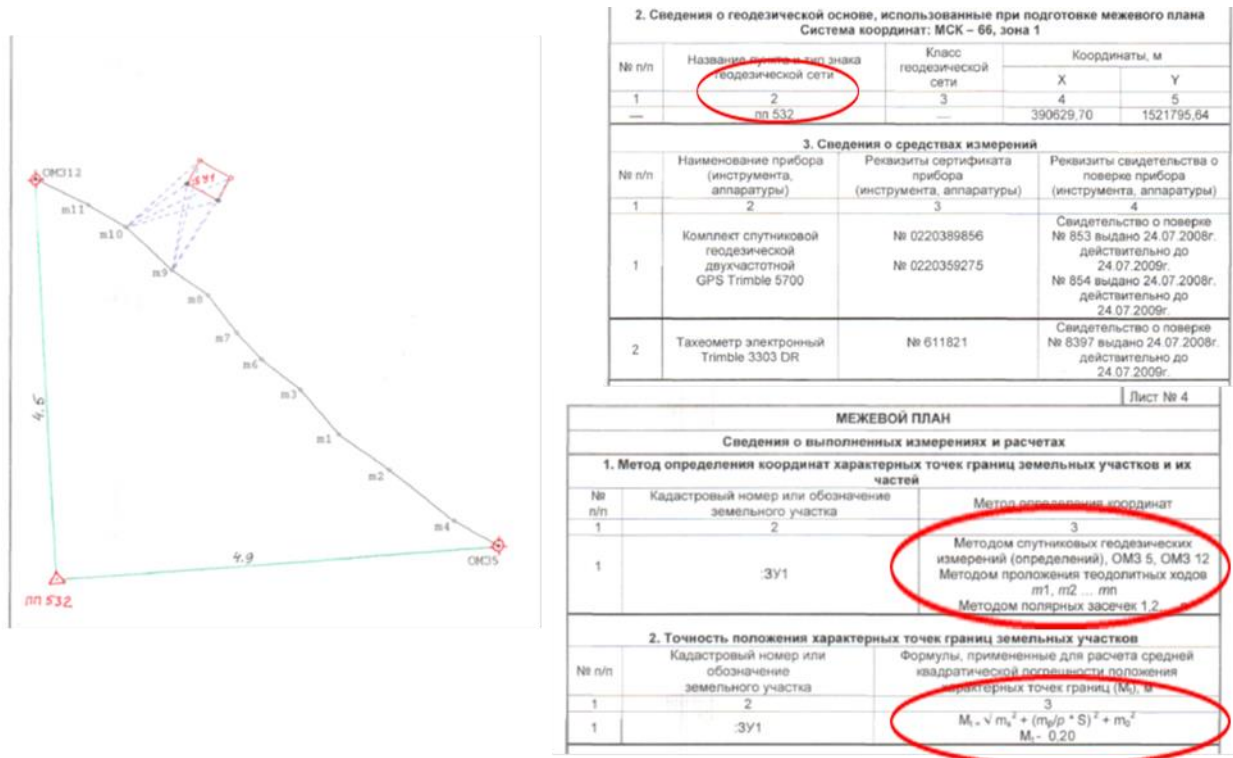 ОМЗ12
m11
m10
:ЗУ1
m9
m8
m7
m6
m3
m1
m2
m4
ОМЗ5
4.5
4.9
пп 532
2. Сведения о геодезической основе, использованные при подготовке межевого плана
Система координат: МСК – 66, зона 1
№ п/п
Название пункта и тип знака
геодезической сети
Класс
геодезической
сети
Координаты, м
X
Y
1
2
3
4
5
—
пп 532
—
390629,70
1521795,64
3. Сведения о средствах измерений
№ п/п
Наименование прибора
(инструмента,
аппаратуры)
Реквизиты сертификата
прибора
(инструмента, аппаратуры)
Реквизиты свидетельства о
поверке прибора
(инструмента, аппаратуры)
1
2
3
4
1
Комплект спутниковой
геодезической
двухчастотной
GPS Trimble 5700
№ 0220389856
№ 0220359275
Свидетельство о поверке
№ 853 выдано 24.07.2008г.
действительно до
24.07.2009г.
№ 854 выдано 24.07.2008г.
действительно до
24.07.2009г.
2
Тахеометр электронный
Trimble 3303 DR
№ 611821
Свидетельство о поверке
№ 8397 выдано 24.07.2008г.
действительно до
24.07.2009г.
Лист № 4
МЕЖЕВОЙ ПЛАН
Сведения о выполненных измерениях и расчетах
1. Метод определения координат характерных точек границ земельных участков и их
частей
№
п/п
Кадастровый номер или обозначение
земельного участка
Метод определения координат
1
2
3
1
:ЗУ1
Методом спутниковых геодезических
измерений (определений), ОМЗ 5, ОМЗ 12
Методом проложения теодолитных ходов
m1, m2 ... mn
Методом полярных засечек 1,2,
2. Точность положения характерных точек границ земельных участков
№ п/п
Кадастровый номер или
обозначение
земельного участка
Формулы, примененные для расчета средней
квадратической погрешности положения
характерных точек границ (Mt), м
1
2
3
1
:ЗУ1
Mt = √ ms² + (mβ/ρ * S)² + m0²
Mt - 0,20